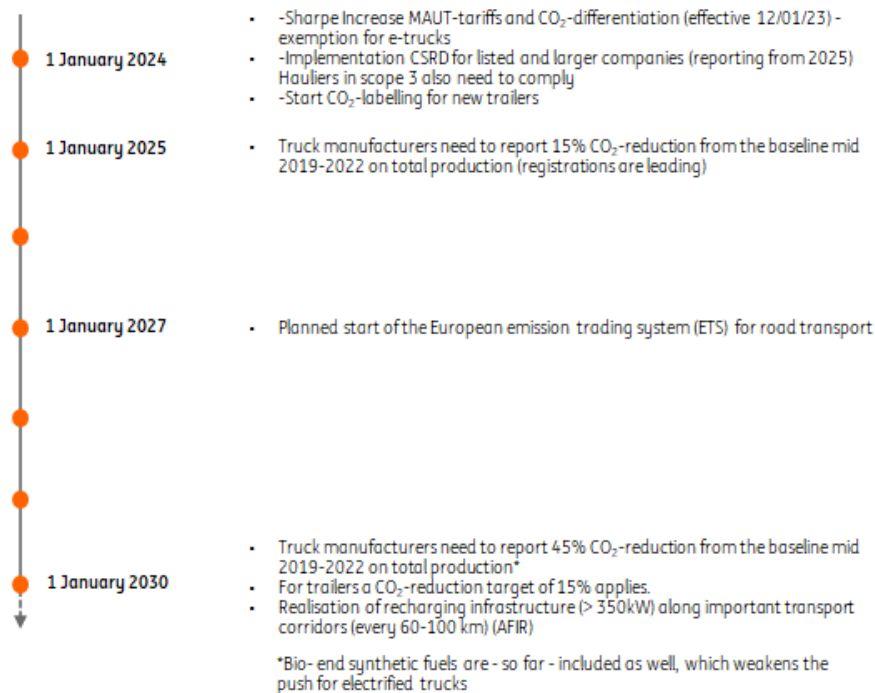 -Sharpe Increase MAUT-tariffs and CO₂-differentiation (effective 12/01/23) -
exemption for e-trucks
1 January 2024
-Implementation CSRD for listed and larger companies (reporting from 2025)
Hauliers in scope 3 also need to comply
-Start CO₂-labelling for new trailers
1 January 2025
Truck manufacturers need to report 15% CO₂-reduction from the baseline mid
2019-2022 on total production (registrations are leading)
1 January 2027
Planned start of the European emission trading system (ETS) for road transport
Truck manufacturers need to report 45% CO₂-reduction from the baseline mid
2019-2022 on total production*
1 January 2030
For trailers a CO₂-reduction target of 15% applies.
Realisation of recharging infrastructure (> 350kW) along important transport
corridors (every 60-100 km) (AFIR)
*Bio- end synthetic fuels are - so far - included as well, which weakens the
push for electrified trucks